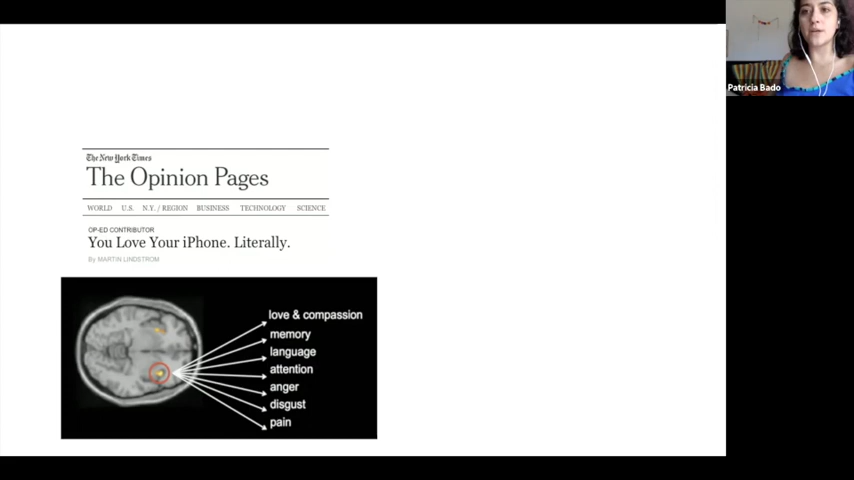 Patricia Bado
The New York Times
The Opinion Pages
WORLD U.S. N.Y. / REGION BUSINESS TECHNOLOGY SCIENCE
OP-ED CONTRIBUTOR
You Love Your iPhone. Literally.
By MARTIN LINDSTROM
love & compassion
memory
language
attention
anger
disgust
pain